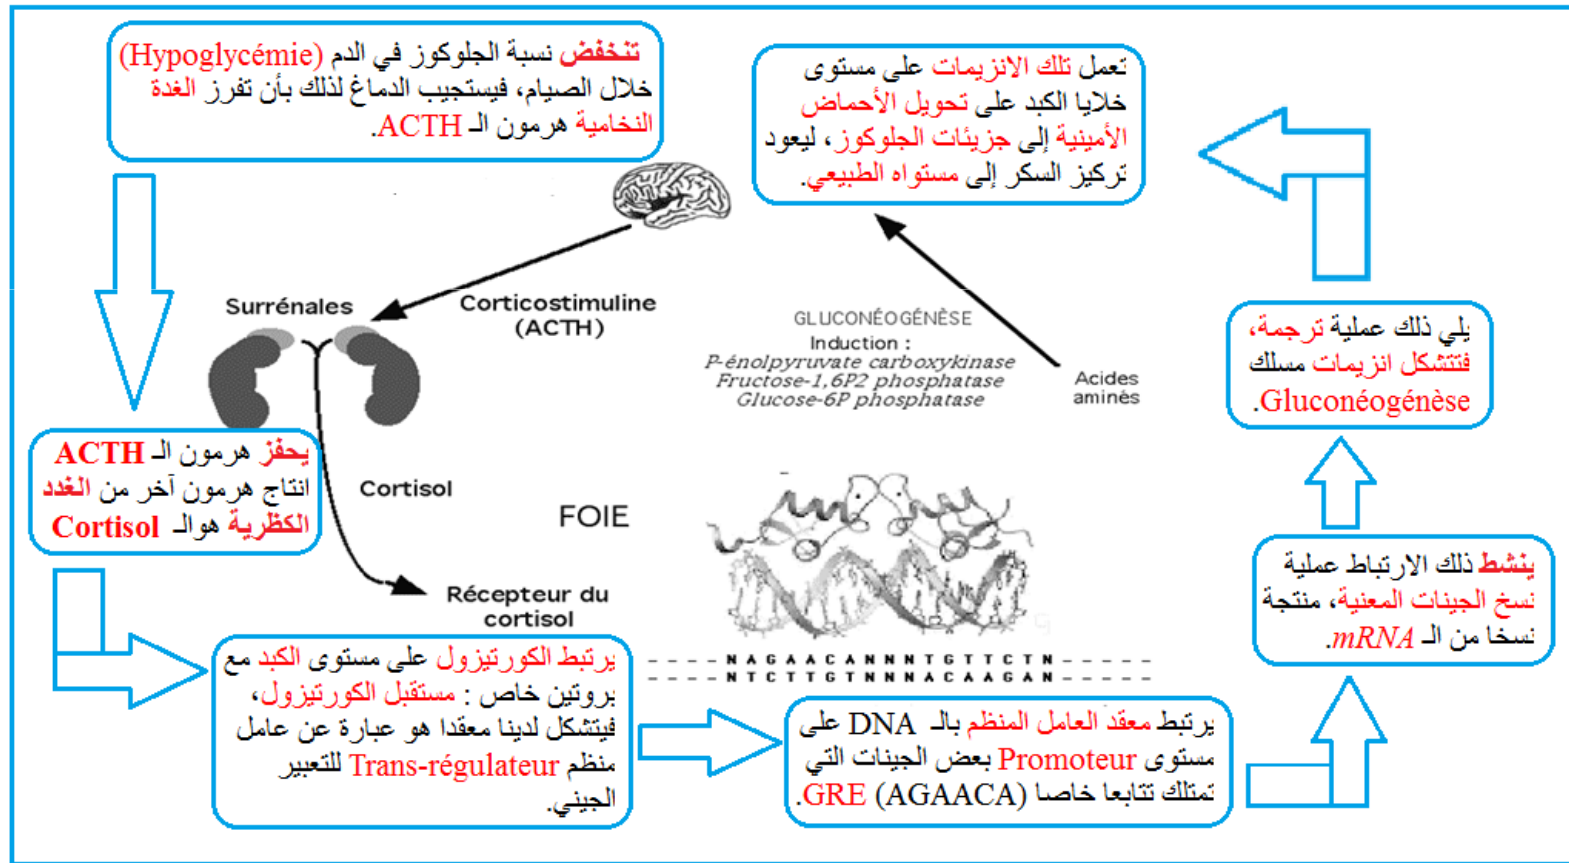 تنخفض نسبة الجلوكوز في الدم (Hypoglycémie)
خلال الصيام، فيستجيب الدماغ لذلك بأن تفرز الغدة
النخامية هرمون الـ ACTH.
تعمل تلك الانزيمات على مستوى
خلايا الكبد على تحويل الأحماض
الأمينية إلى جزيئات الجلوكوز، ليعود
تركيز السكر إلى مستواه الطبيعي.
Surrénales
Corticostimuline
(ACTH)
GLUCONÉOGÉNÈSE
Induction :
P-énolpyruvate carboxykinase
Fructose-1,6P2 phosphatase
Glucose-6P phosphatase
Acides
aminés
يلي ذلك عملية ترجمة،
فتتشكل انزيمات مسلك
Gluconéogénèse.
يحفز هرمون الـ ACTH
انتاج هرمون آخر من الغدد
الكظرية هوالـ Cortisol
Cortisol
FOIE
Récepteur du
cortisol
ينشط ذلك الارتباط عملية
نسخ الجينات المعنية، منتجة
نسخا من الـ mRNA.
يرتبط الكورتيزول على مستوى الكبد مع
بروتين خاص : مستقبل الكورتيزول،
فيتشكل لدينا معقدا هو عبارة عن عامل
منظم Trans-régulateur للتعبير
الجيني.
- - - - N A G A A C A N N N T G T T C T N - - - - -
- - - - N T C T T G T N N N A C A A G A N - - - - -
يرتبط معقد العامل المنظم بالـ DNA على
مستوى Promoteur بعض الجينات التي
تمتلك تتابعا خاصا GRE (AGAACA).